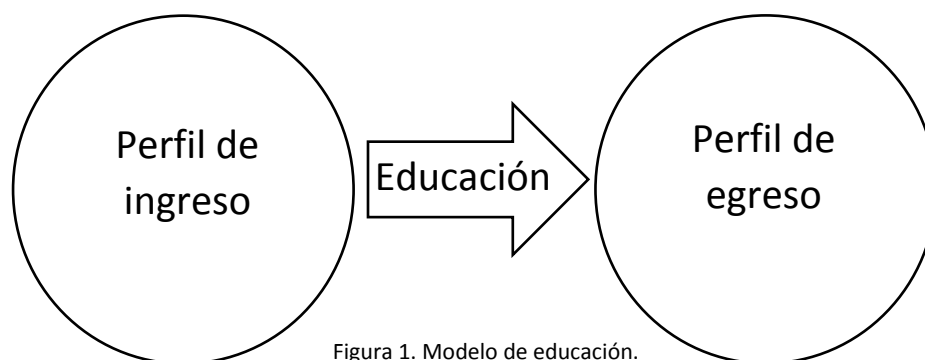 Perfil de
ingreso
Educación
Perfil de
egreso
Figura 1. Modelo de educación.